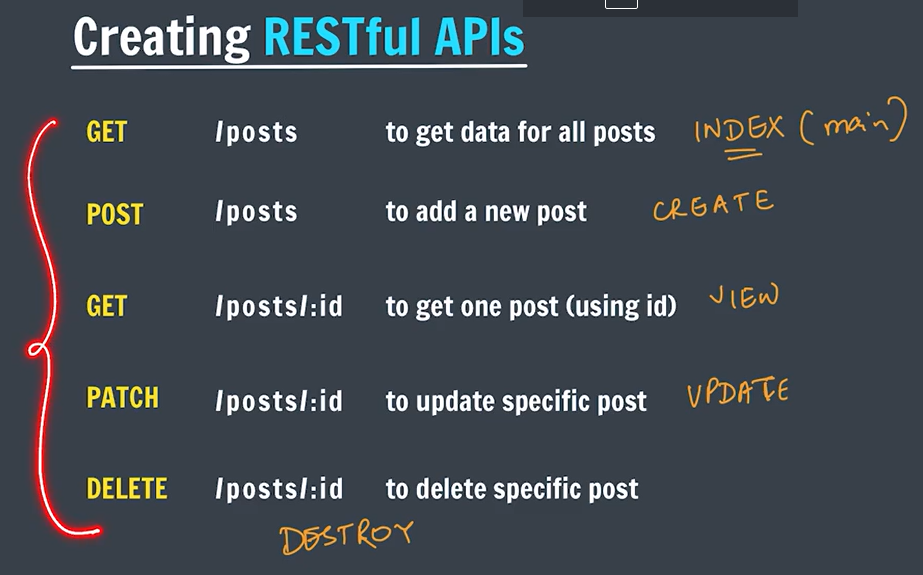 Creating RESTful APIs
GET /posts to get data for all posts INDEX (main)
POST /posts to add a new post CREATE
GET /posts/:id to get one post (using id) VIEW
PATCH /posts/:id to update specific post UPDATE
DELETE /posts/:id to delete specific post
DESTROY